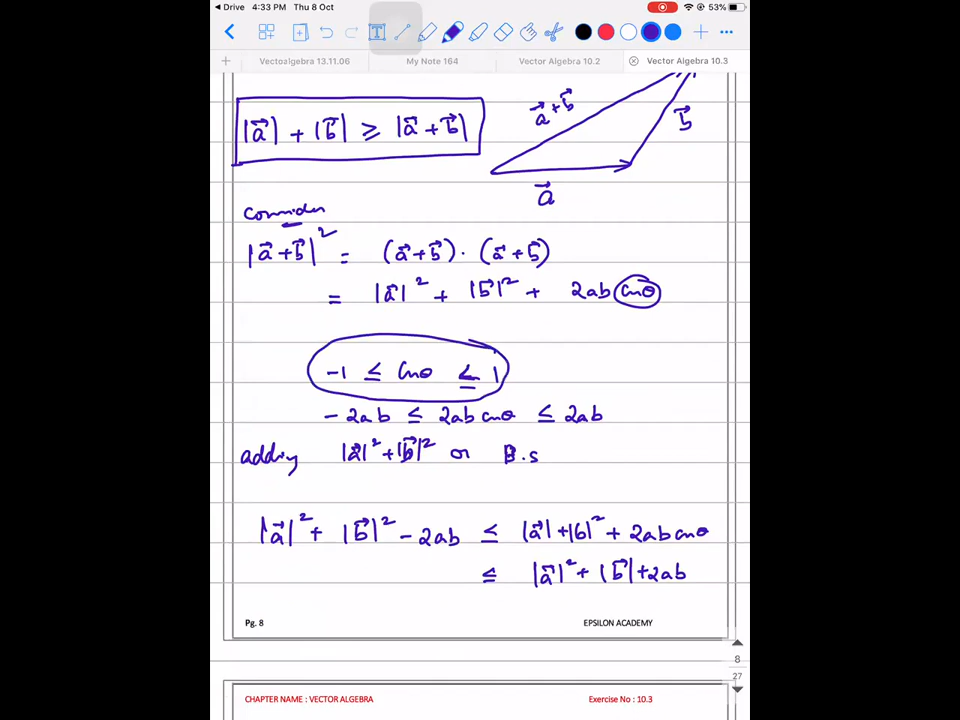 Drive 4:33 PM Thu 8 Oct 53%
Vectoalgebra 13.11.06 My Note 164 Vector Algebra 10.2 Vector Algebra 10.3
|a⃗| + |b⃗| ≥ |a⃗ + b⃗|
a⃗ + b⃗
b⃗
a⃗
consider
|a⃗ + b⃗|² = (a⃗ + b⃗) · (a⃗ + b⃗)
= |a⃗|² + |b⃗|² + 2ab cosθ
-1 ≤ cosθ ≤ 1
- 2ab ≤ 2ab cosθ ≤ 2ab
adding |a⃗|² + |b⃗|² on B.s
|a⃗|² + |b⃗|² - 2ab ≤ |a⃗| + |b|² + 2ab cosθ
≤ |a⃗|² + |b⃗| + 2ab
Pg. 8 EPSILON ACADEMY
8
27
CHAPTER NAME : VECTOR ALGEBRA Exercise No : 10.3